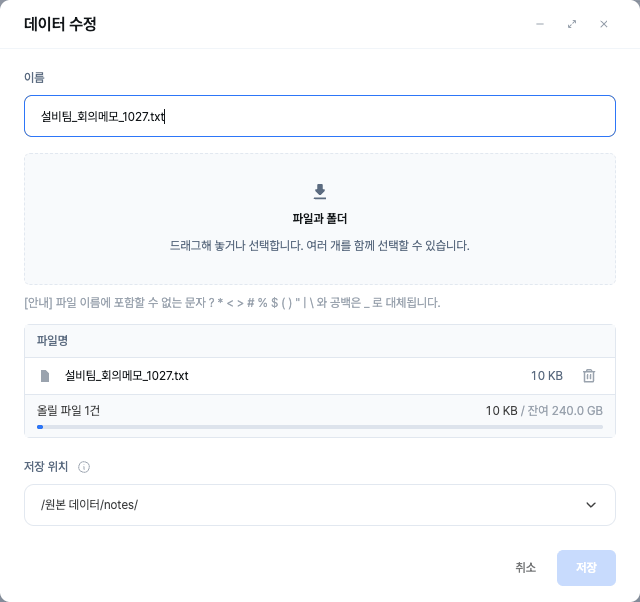 데이터 수정
이름
설비팀_회의메모_1027.txt
파일과 폴더
드래그해 놓거나 선택합니다. 여러 개를 함께 선택할 수 있습니다.
[안내] 파일 이름에 포함할 수 없는 문자 ? * < > # % $ ( ) " | \ 와 공백은 _ 로 대체됩니다.
파일명
설비팀_회의메모_1027.txt 10 KB
올릴 파일 1건 10 KB / 잔여 240.0 GB
저장 위치
/원본 데이터/notes/
취소 저장